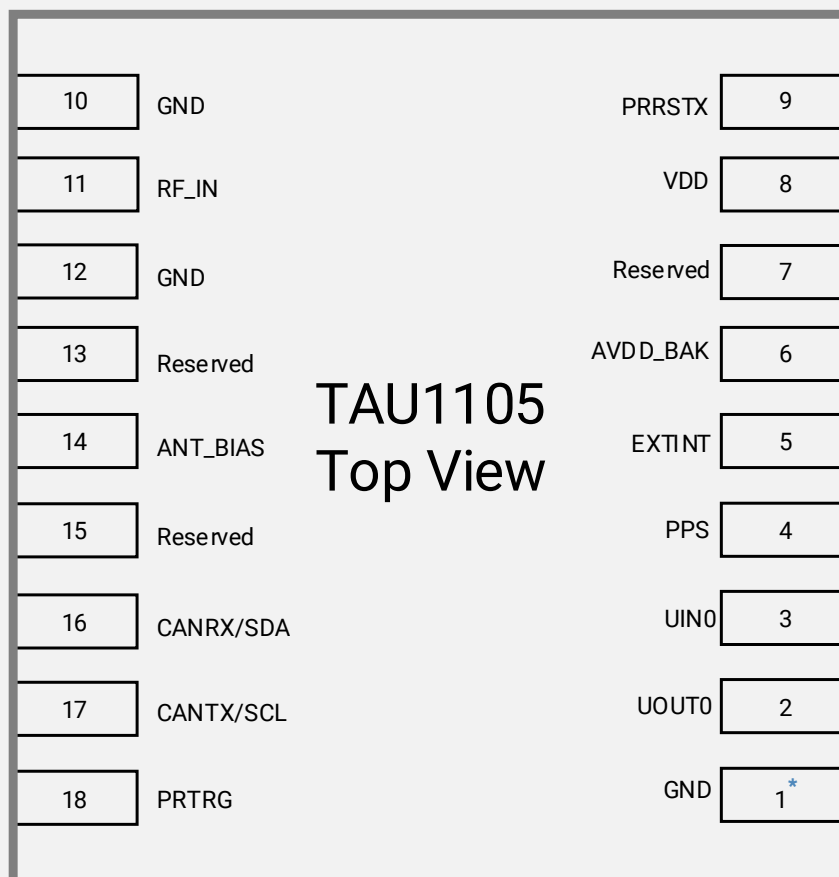 10 GND PRRSTX 9
11 RF_IN VDD 8
12 GND Reserved 7
13 Reserved AVDD_BAK 6
TAU1105
14 ANT_BIAS EXTINT 5
Top View
15 Reserved PPS 4
16 CANRX/SDA UIN0 3
17 CANTX/SCL UOUT0 2
18 PRTRG GND 1*